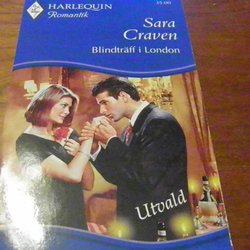 HARLEQUIN
Romantik
Sara
Craven
Blindträff i London
Utvald